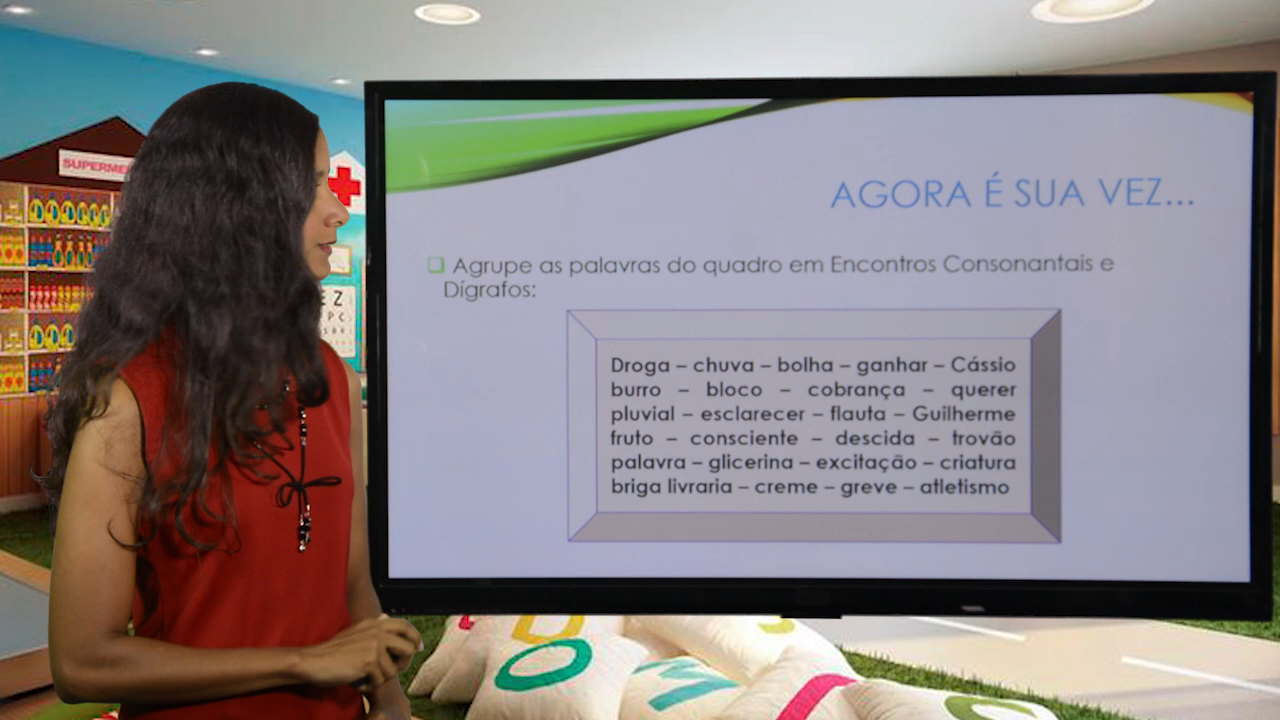 SUPERME
AGORA É SUA VEZ...
Agrupe as palavras do quadro em Encontros Consonantais e
Dígrafos:
Droga – chuva – bolha – ganhar – Cássio
burro – bloco – cobrança – querer
pluvial – esclarecer – flauta – Guilherme
fruto – consciente – descida – trovão
palavra – glicerina – excitação – criatura
briga livraria – creme – greve – atletismo